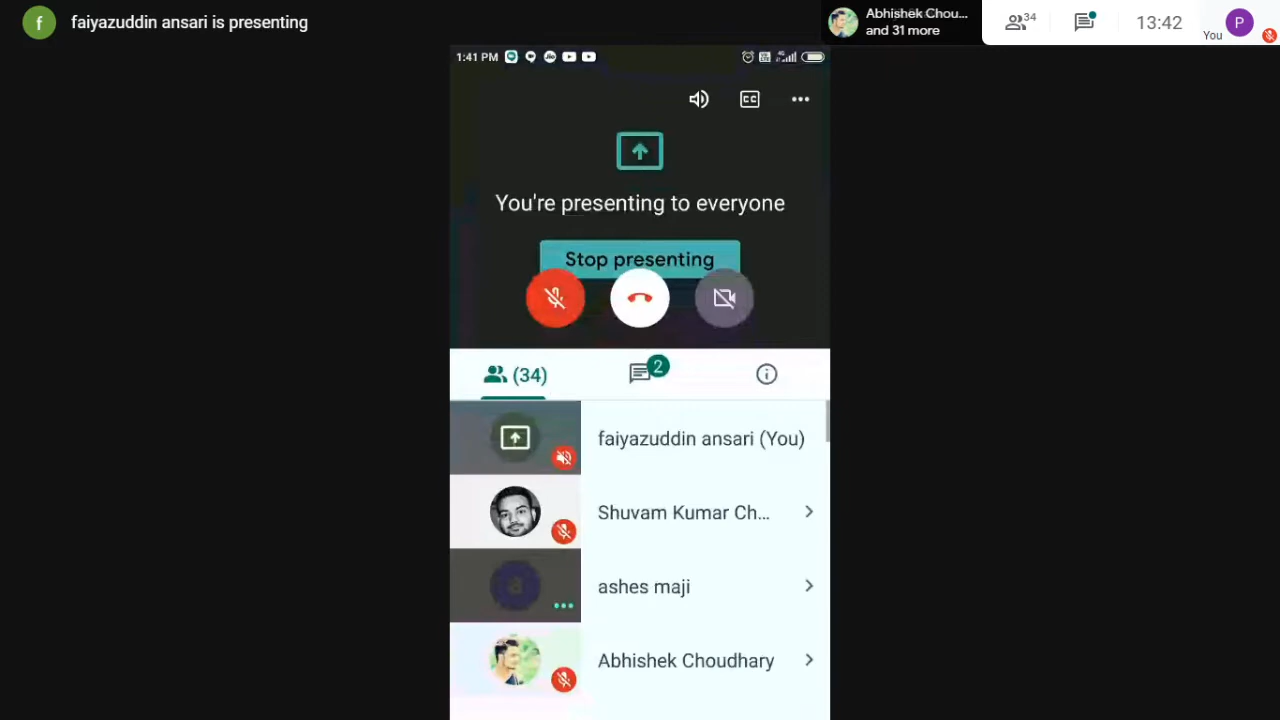 f faiyazuddin ansari is presenting
Abhishek Chou...
and 31 more
34
13:42
You
P
1:41 PM
CC
You're presenting to everyone
Stop presenting
(34)
2
faiyazuddin ansari (You)
Shuvam Kumar Ch...
ashes maji
Abhishek Choudhary